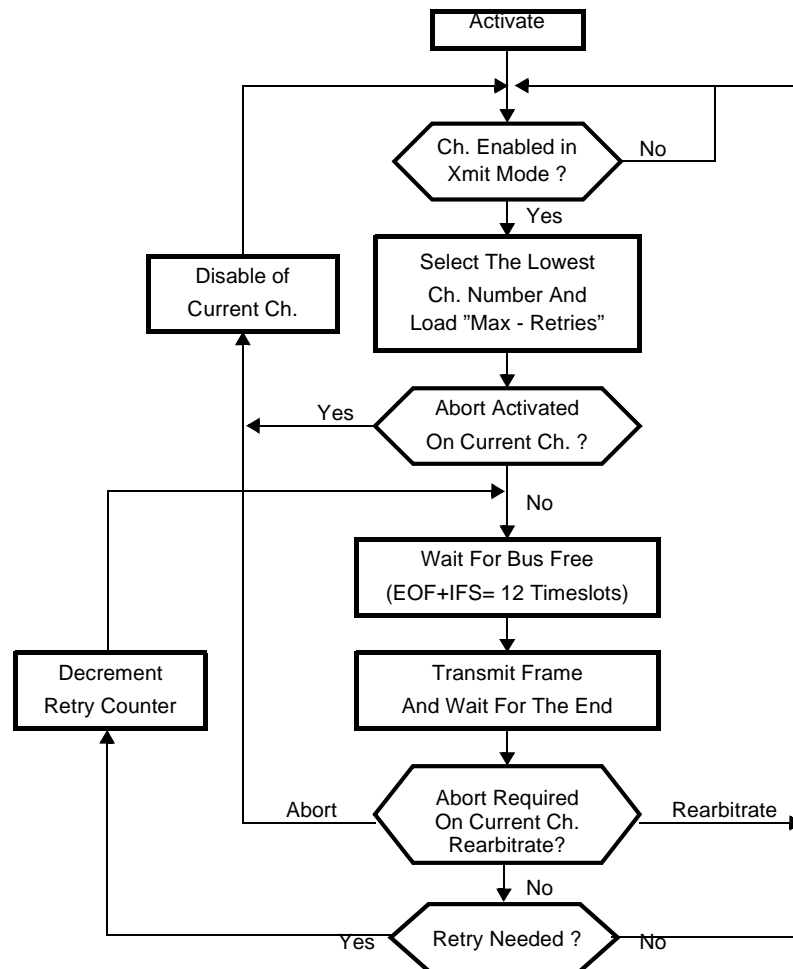 Activate
Ch. Enabled in
Xmit Mode ?
No
Yes
Select The Lowest
Ch. Number And
Load ”Max - Retries”
Disable of
Current Ch.
Abort Activated
On Current Ch. ?
Yes
No
Wait For Bus Free
(EOF+IFS= 12 Timeslots)
Decrement
Retry Counter
Transmit Frame
And Wait For The End
Abort
Abort Required
On Current Ch.
Rearbitrate?
Rearbitrate
No
Yes
Retry Needed ?
No